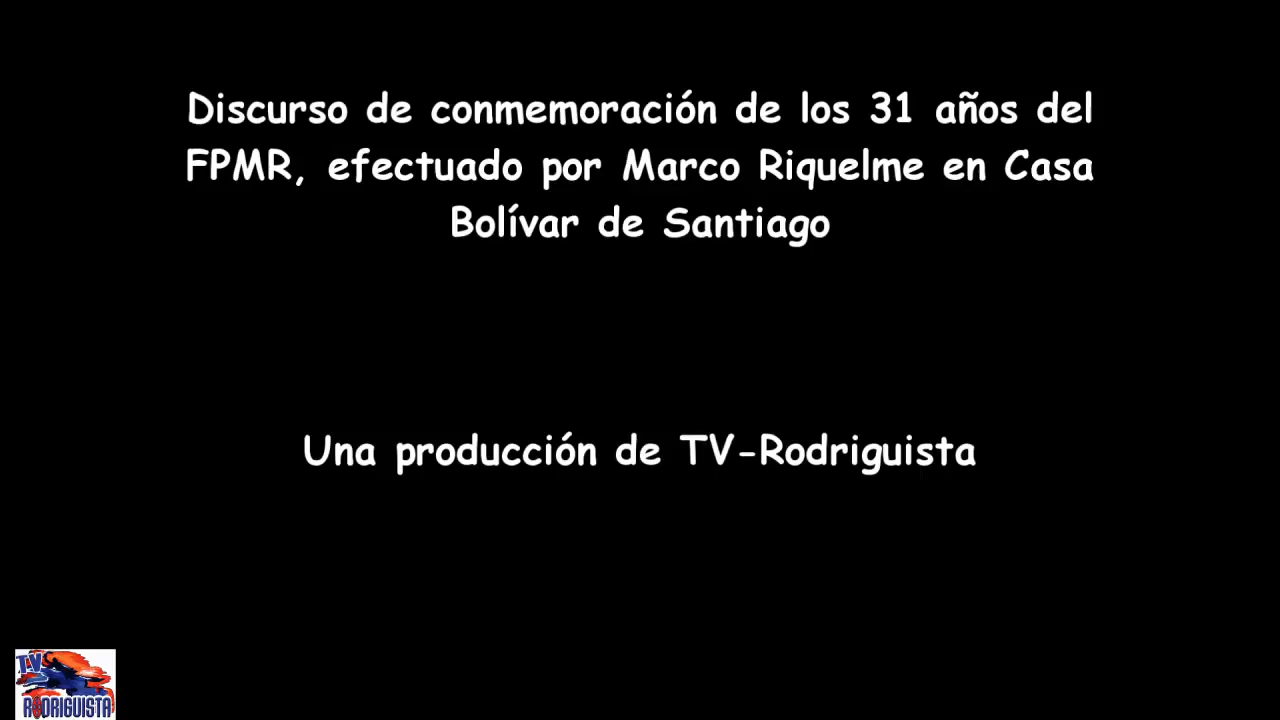 Discurso de conmemoración de los 31 años del
FPMR, efectuado por Marco Riquelme en Casa
Bolívar de Santiago
Una producción de TV-Rodriguista
TV
RODRIGUISTA